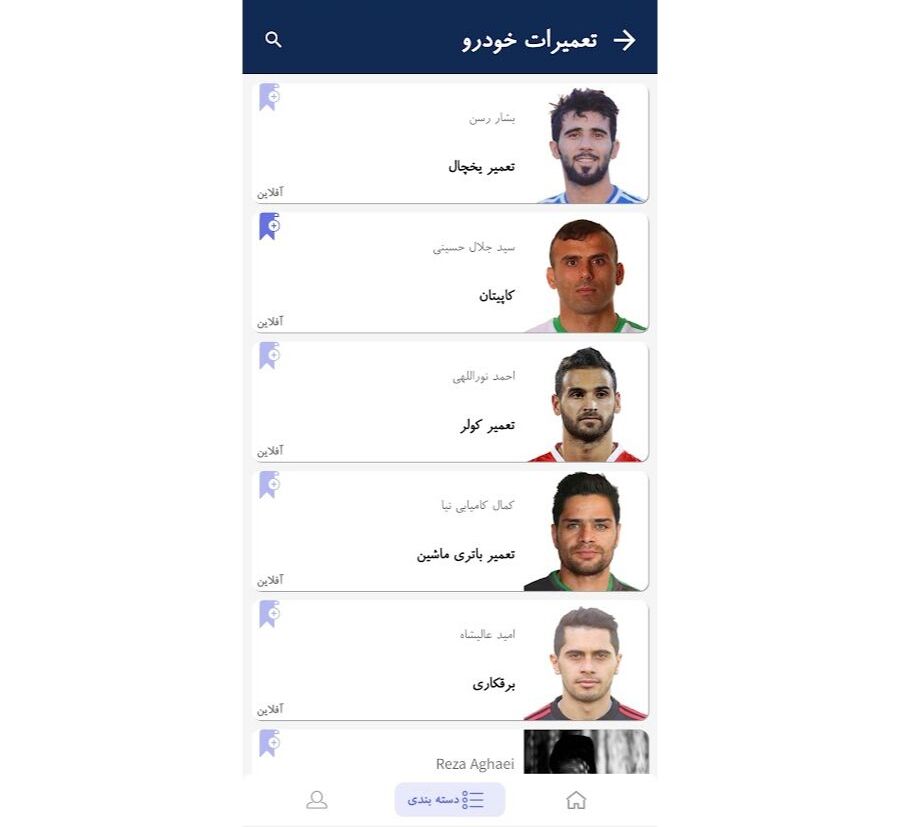 تعمیرات خودرو
بشار رسن
تعمیر یخچال
آفلاین
سید جلال حسینی
کاپیتان
آفلاین
احمد نوراللهی
تعمیر کولر
آفلاین
کمال کامیابی نیا
تعمیر باتری ماشین
آفلاین
امید عالیشاه
برقکاری
آفلاین
Reza Aghaei
دسته بندی